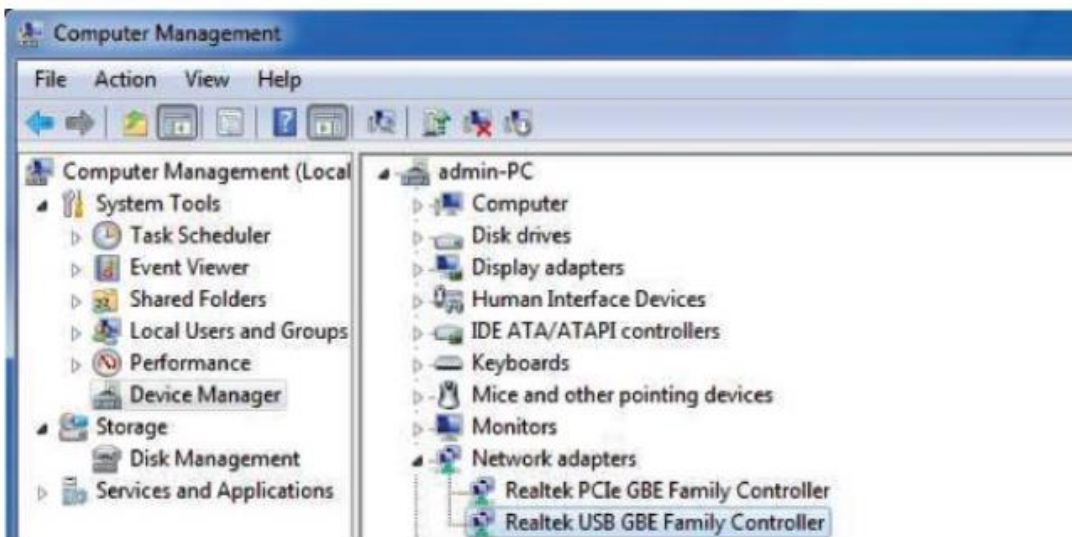 Computer Management
File Action View Help
Computer Management (Local
System Tools
Task Scheduler
Event Viewer
Shared Folders
Local Users and Groups
Performance
Device Manager
Storage
Disk Management
Services and Applications
admin-PC
Computer
Disk drives
Display adapters
Human Interface Devices
IDE ATA/ATAPI controllers
Keyboards
Mice and other pointing devices
Monitors
Network adapters
Realtek PCIe GBE Family Controller
Realtek USB GBE Family Controller